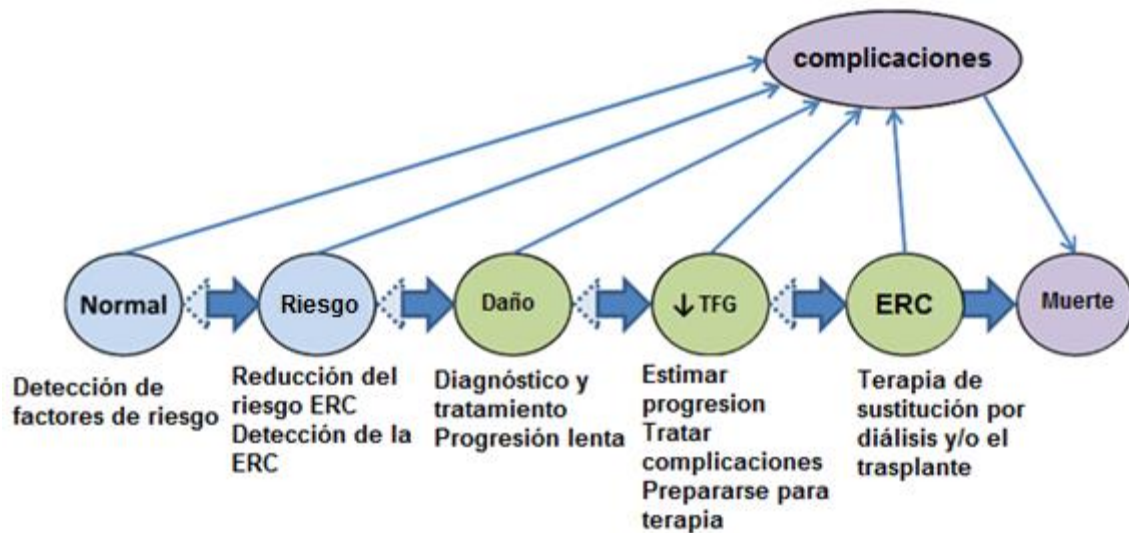 complicaciones
Normal
Riesgo
Daño
↓ TFG
ERC
Muerte
Detección de
factores de riesgo
Reducción del
riesgo ERC
Detección de la
ERC
Diagnóstico y
tratamiento
Progresión lenta
Estimar
progresion
Tratar
complicaciones
Prepararse para
terapia
Terapia de
sustitución por
diálisis y/o el
trasplante